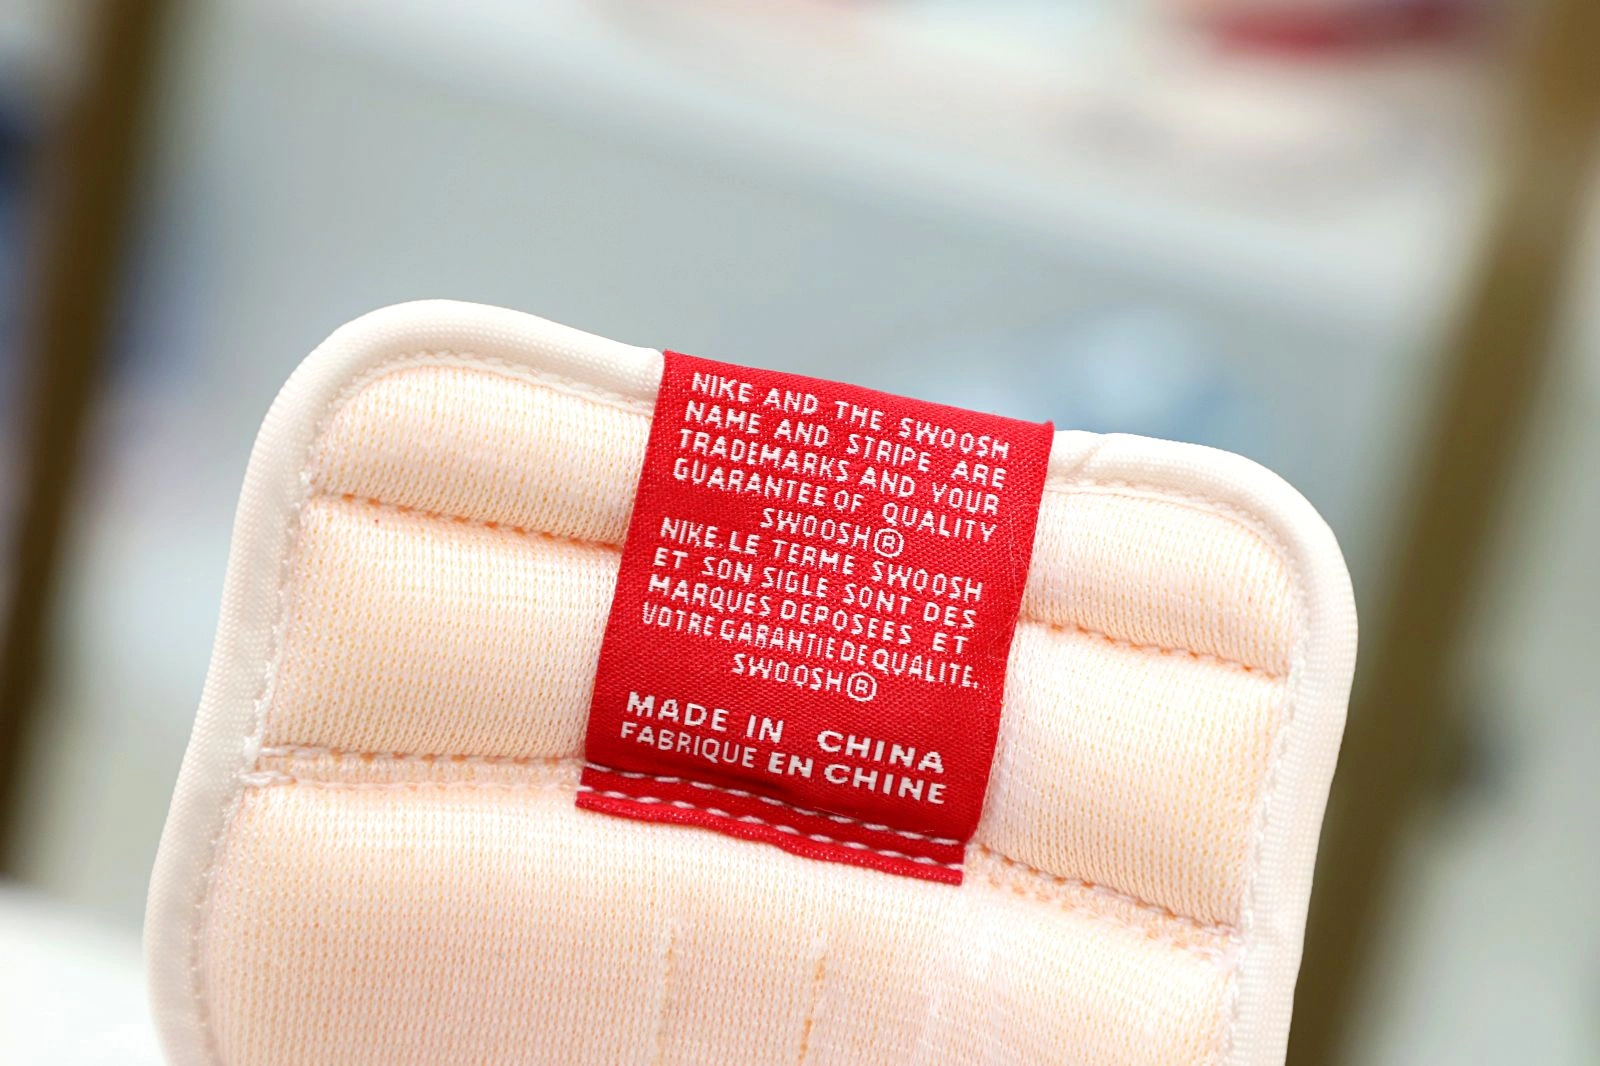 NIKE AND THE SWOOSH
NAME AND STRIPE ARE
TRADEMARKS AND YOUR
GUARANTEE OF QUALITY
SWOOSH®
NIKE.LE TERME SWOOSH
ET SON SIGLE SONT DES
MARQUES DEPOSEES ET
VOTRE GARANTIE DE QUALITE.
SWOOSH®
MADE IN CHINA
FABRIQUE EN CHINE